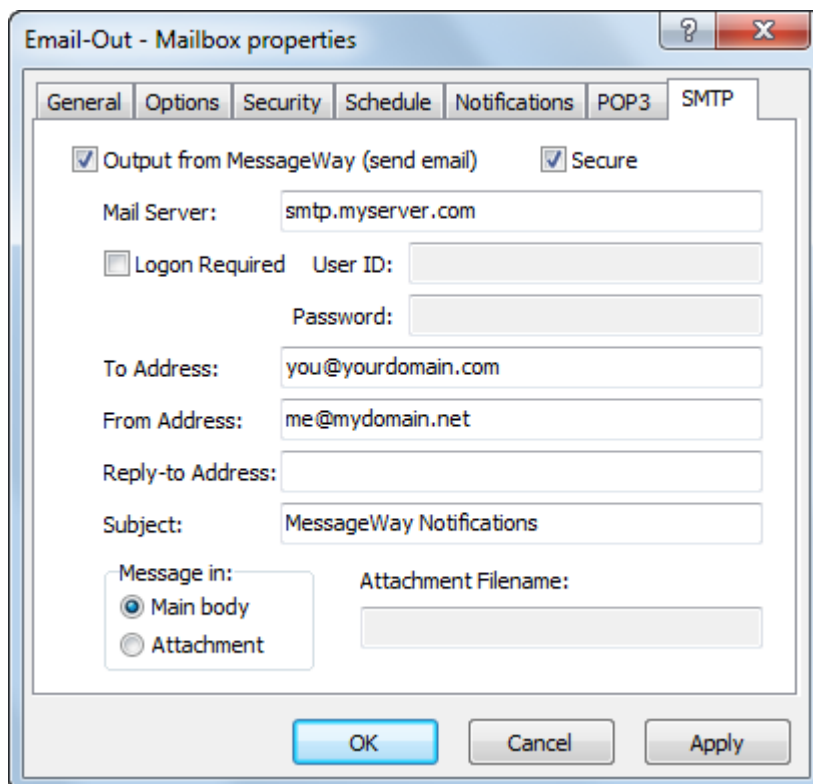 Email-Out - Mailbox properties
General Options Security Schedule Notifications POP3 SMTP
Output from MessageWay (send email) Secure
Mail Server: smtp.myserver.com
Logon Required User ID:
Password:
To Address: you@yourdomain.com
From Address: me@mydomain.net
Reply-to Address:
Subject: MessageWay Notifications
Message in: Attachment Filename:
Main body
Attachment
OK Cancel Apply